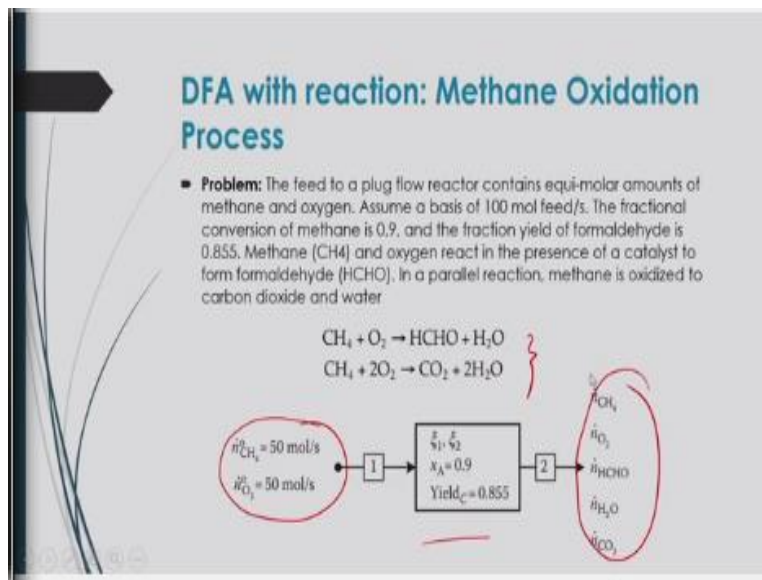 DFA with reaction: Methane Oxidation
Process
Problem: The feed to a plug flow reactor contains equi-molar amounts of
methane and oxygen. Assume a basis of 100 mol feed/s. The fractional
conversion of methane is 0.9, and the fraction yield of formaldehyde is
0.855. Methane (CH4) and oxygen react in the presence of a catalyst to
form formaldehyde (HCHO). In a parallel reaction, methane is oxidized to
carbon dioxide and water
CH₄ + O₂ → HCHO + H₂O
CH₄ + 2O₂ → CO₂ + 2H₂O
ṅ°CH₄ = 50 mol/s
ṅ°O₂ = 50 mol/s
1
ξ₁, ξ₂
xA = 0.9
YieldC = 0.855
2
ṅCH₄
ṅO₂
ṅHCHO
ṅH₂O
ṅCO₂